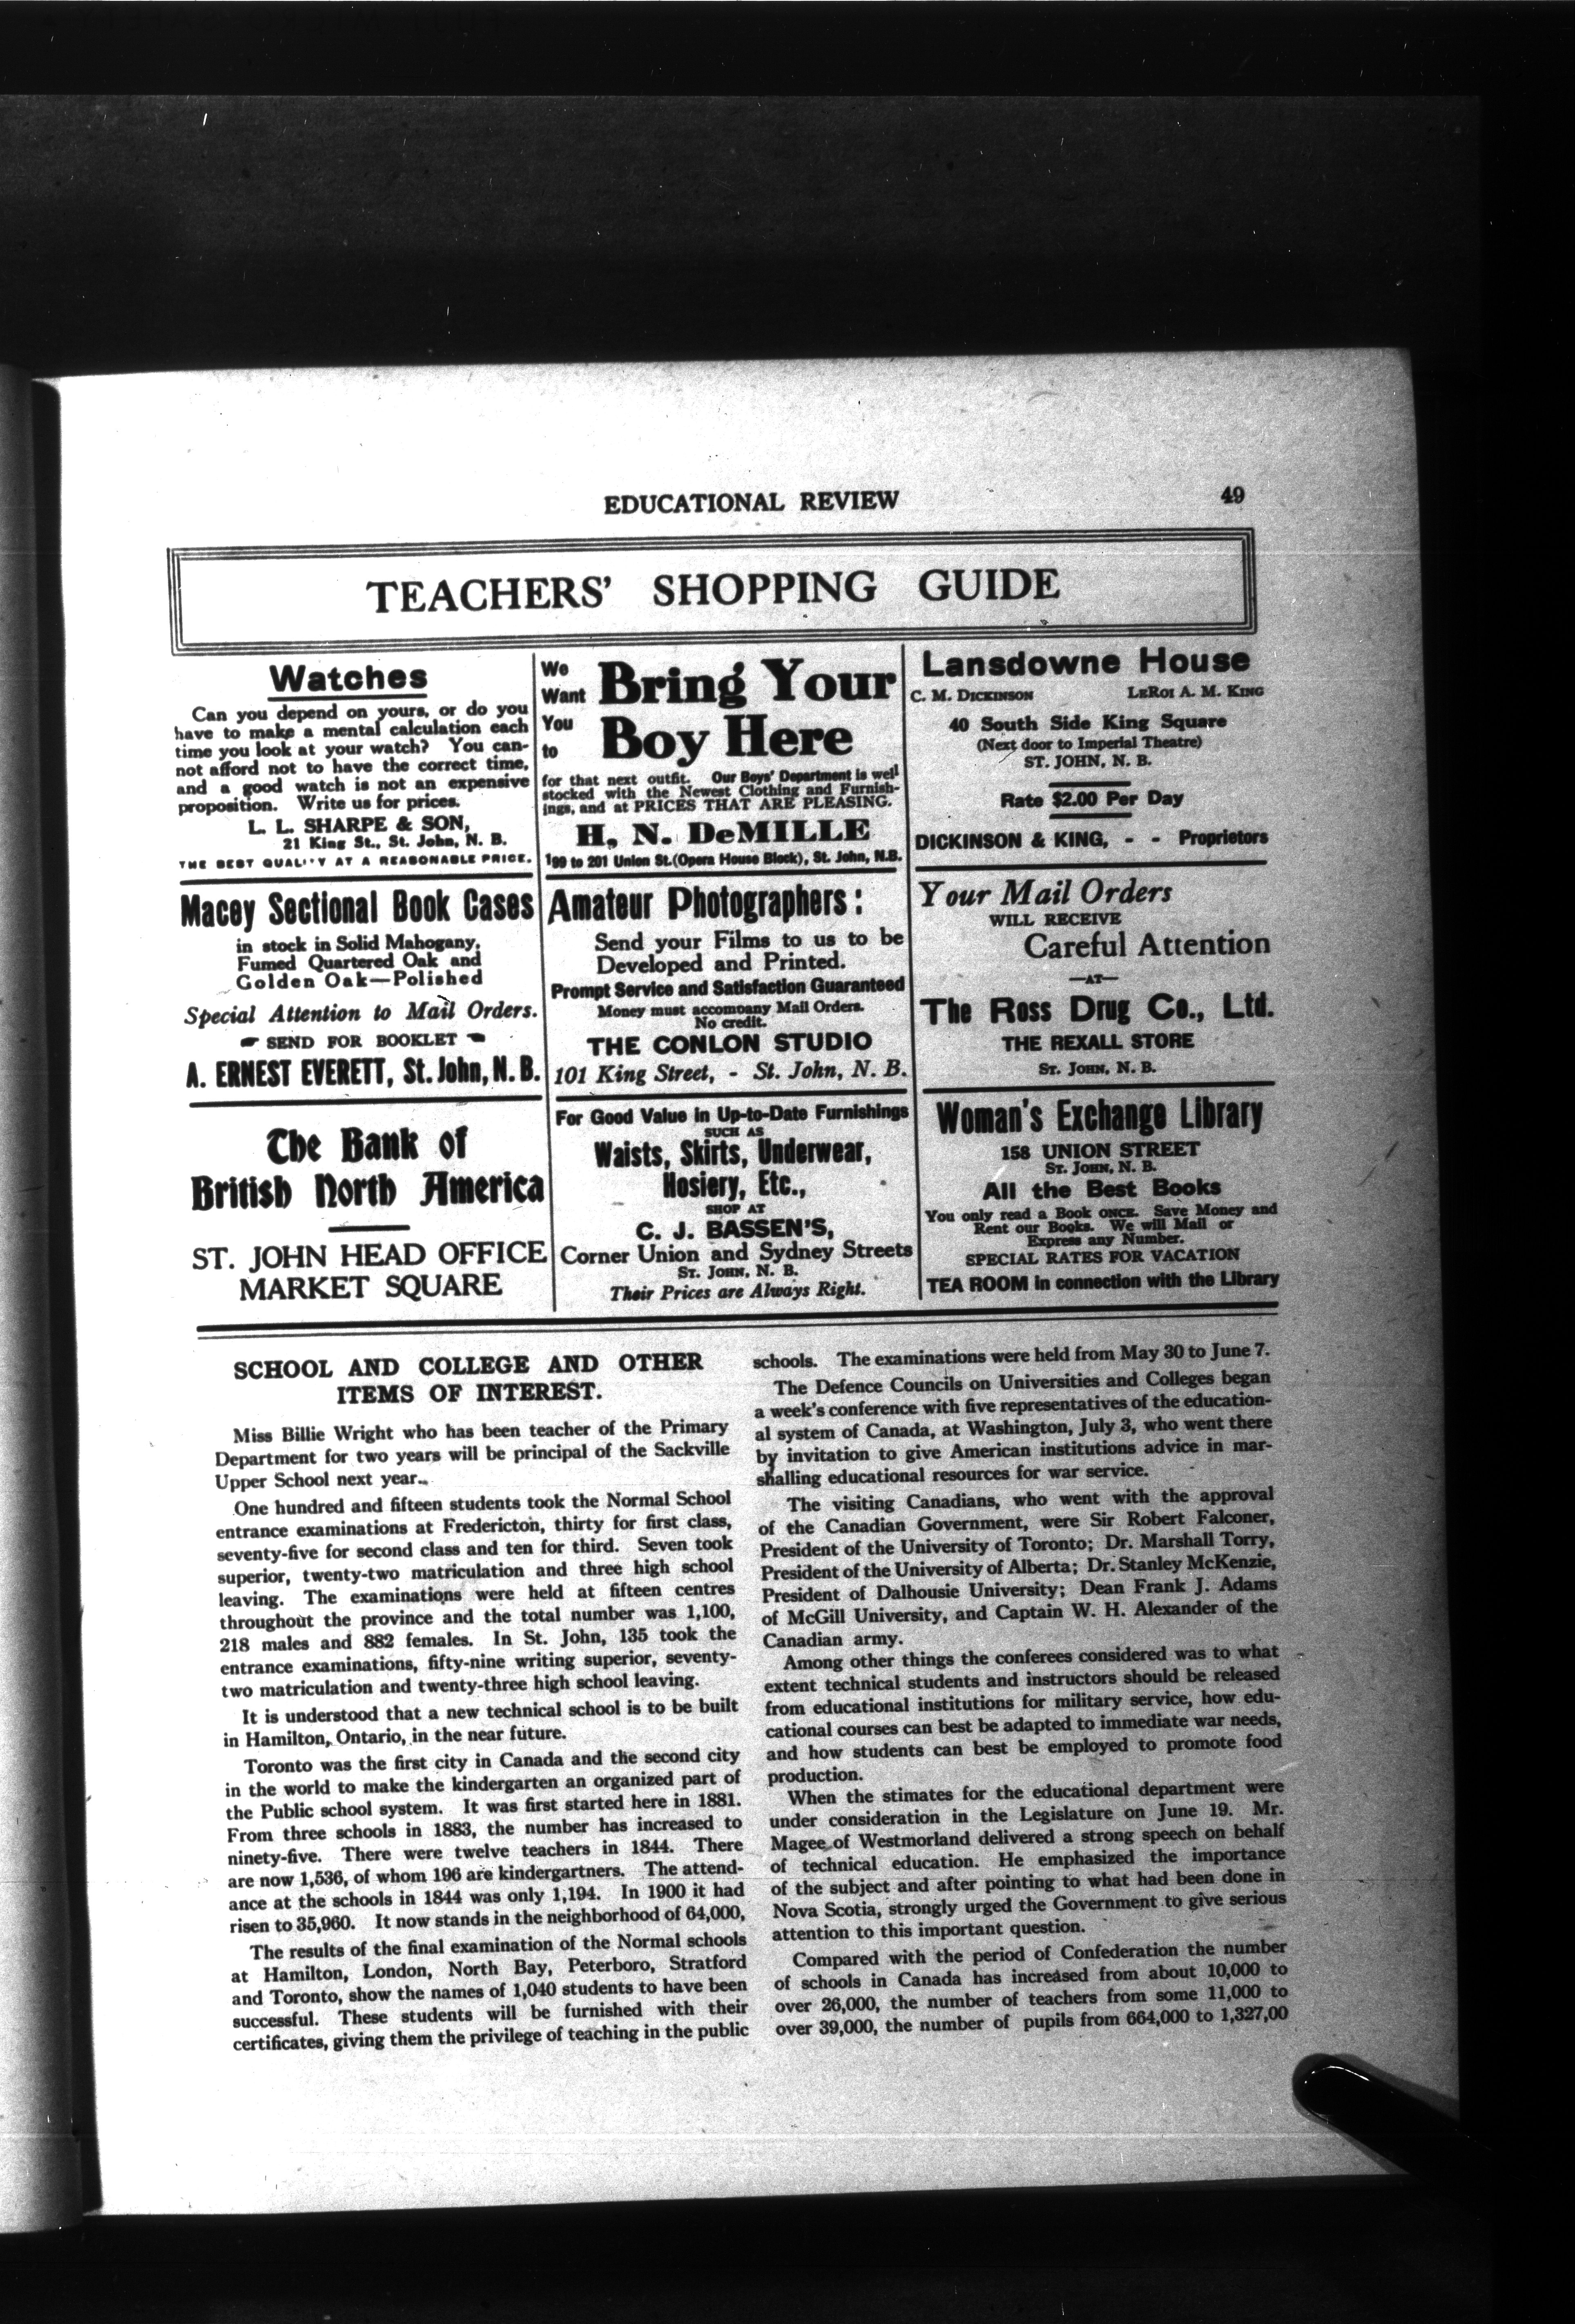 EDUCATIONAL REVIEW
49
TEACHERS' SHOPPING GUIDE
Watches
Can you depend on yours, or do you
have to make a mental calculation each
time you look at your watch? You can-
not afford not to have the correct time,
and a good watch is not an expensive
proposition. Write us for prices.
L. L. SHARPE & SON,
21 King St., St. John, N. B.
THE BEST QUALITY AT A REASONABLE PRICE.
We
Want
You
to
Bring Your
Boy Here
for that next outfit. Our Boys' Department is well
stocked with the Newest Clothing and Furnish-
ings, and at PRICES THAT ARE PLEASING.
H. N. DeMILLE
199 to 201 Union St. (Opera House Block), St. John, N.B.
Lansdowne House
C. M. DICKINSON LEROI A. M. KING
40 South Side King Square
(Next door to Imperial Theatre)
ST. JOHN, N. B.
Rate $2.00 Per Day
DICKINSON & KING, - - Proprietors
Macey Sectional Book Cases
in stock in Solid Mahogany,
Fumed Quartered Oak and
Golden Oak—Polished
Special Attention to Mail Orders.
☛ SEND FOR BOOKLET ☚
A. ERNEST EVERETT, St. John, N. B.
Amateur Photographers:
Send your Films to us to be
Developed and Printed.
Prompt Service and Satisfaction Guaranteed
Money must accompany Mail Orders.
No credit.
THE CONLON STUDIO
101 King Street, - St. John, N. B.
Your Mail Orders
WILL RECEIVE
Careful Attention
—AT—
The Ross Drug Co., Ltd.
THE REXALL STORE
ST. JOHN, N. B.
The Bank of
British North America
ST. JOHN HEAD OFFICE
MARKET SQUARE
For Good Value in Up-to-Date Furnishings
SUCH AS
Waists, Skirts, Underwear,
Hosiery, Etc.,
SHOP AT
C. J. BASSEN'S,
Corner Union and Sydney Streets
ST. JOHN, N. B.
Their Prices are Always Right.
Woman's Exchange Library
158 UNION STREET
ST. JOHN, N. B.
All the Best Books
You only read a Book ONCE. Save Money and
Rent our Books. We will Mail or
Express any Number.
SPECIAL RATES FOR VACATION
TEA ROOM in connection with the Library
SCHOOL AND COLLEGE AND OTHER
ITEMS OF INTEREST.
Miss Billie Wright who has been teacher of the Primary
Department for two years will be principal of the Sackville
Upper School next year.
One hundred and fifteen students took the Normal School
entrance examinations at Fredericton, thirty for first class,
seventy-five for second class and ten for third. Seven took
superior, twenty-two matriculation and three high school
leaving. The examinations were held at fifteen centres
throughout the province and the total number was 1,100,
218 males and 882 females. In St. John, 135 took the
entrance examinations, fifty-nine writing superior, seventy-
two matriculation and twenty-three high school leaving.
It is understood that a new technical school is to be built
in Hamilton, Ontario, in the near future.
Toronto was the first city in Canada and the second city
in the world to make the kindergarten an organized part of
the Public school system. It was first started here in 1881.
From three schools in 1883, the number has increased to
ninety-five. There were twelve teachers in 1844. There
are now 1,536, of whom 196 are kindergartners. The attend-
ance at the schools in 1844 was only 1,194. In 1900 it had
risen to 35,960. It now stands in the neighborhood of 64,000,
The results of the final examination of the Normal schools
at Hamilton, London, North Bay, Peterboro, Stratford
and Toronto, show the names of 1,040 students to have been
successful. These students will be furnished with their
certificates, giving them the privilege of teaching in the public
schools. The examinations were held from May 30 to June 7.
The Defence Councils on Universities and Colleges began
a week's conference with five representatives of the education-
al system of Canada, at Washington, July 3, who went there
by invitation to give American institutions advice in mar-
shalling educational resources for war service.
The visiting Canadians, who went with the approval
of the Canadian Government, were Sir Robert Falconer,
President of the University of Toronto; Dr. Marshall Torry,
President of the University of Alberta; Dr. Stanley McKenzie,
President of Dalhousie University; Dean Frank J. Adams
of McGill University, and Captain W. H. Alexander of the
Canadian army.
Among other things the conferees considered was to what
extent technical students and instructors should be released
from educational institutions for military service, how edu-
cational courses can best be adapted to immediate war needs,
and how students can best be employed to promote food
production.
When the stimates for the educational department were
under consideration in the Legislature on June 19. Mr.
Magee of Westmorland delivered a strong speech on behalf
of technical education. He emphasized the importance
of the subject and after pointing to what had been done in
Nova Scotia, strongly urged the Government to give serious
attention to this important question.
Compared with the period of Confederation the number
of schools in Canada has increased from about 10,000 to
over 26,000, the number of teachers from some 11,000 to
over 39,000, the number of pupils from 664,000 to 1,327,00